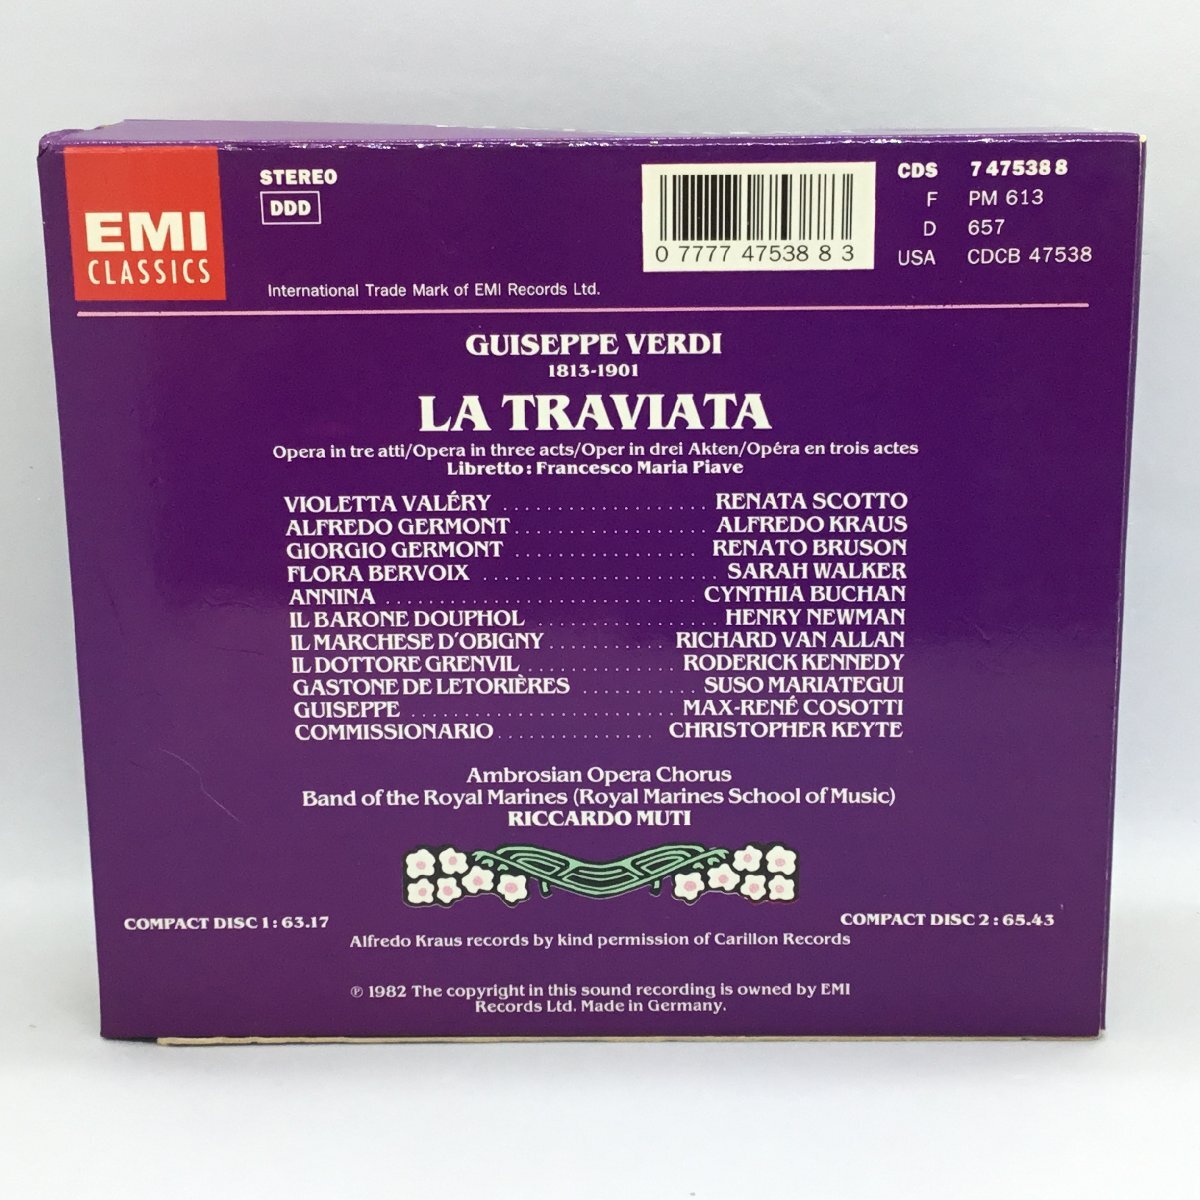 EMI
CLASSICS
STEREO
DDD
International Trade Mark of EMI Records Ltd.
0 7777 47538 8 3
CDS 7 47538 8
F PM 613
D 657
USA CDCB 47538
GUISEPPE VERDI
1813-1901
LA TRAVIATA
Opera in tre atti/Opera in three acts/Oper in drei Akten/Opéra en trois actes
Libretto: Francesco Maria Piave
VIOLETTA VALÉRY . . . . . . . . . . . . . . . . . . . . RENATA SCOTTO
ALFREDO GERMONT . . . . . . . . . . . . . . . . . . . ALFREDO KRAUS
GIORGIO GERMONT . . . . . . . . . . . . . . . . . . RENATO BRUSON
FLORA BERVOIX . . . . . . . . . . . . . . . . . . . . . . . SARAH WALKER
ANNINA . . . . . . . . . . . . . . . . . . . . . . . . . . . . . . CYNTHIA BUCHAN
IL BARONE DOUPHOL . . . . . . . . . . . . . . . . . . HENRY NEWMAN
IL MARCHESE D'OBIGNY . . . . . . . . . . . . RICHARD VAN ALLAN
IL DOTTORE GRENVIL . . . . . . . . . . . . . . . RODERICK KENNEDY
GASTONE DE LETORIÈRES . . . . . . . . . . . SUSO MARIATEGUI
GUISEPPE . . . . . . . . . . . . . . . . . . . . . . . . . . MAX-RENÉ COSOTTI
COMMISSIONARIO . . . . . . . . . . . . . . . CHRISTOPHER KEYTE
Ambrosian Opera Chorus
Band of the Royal Marines (Royal Marines School of Music)
RICCARDO MUTI
COMPACT DISC 1: 63.17
COMPACT DISC 2: 65.43
Alfredo Kraus records by kind permission of Carillon Records
℗ 1982 The copyright in this sound recording is owned by EMI
Records Ltd. Made in Germany.